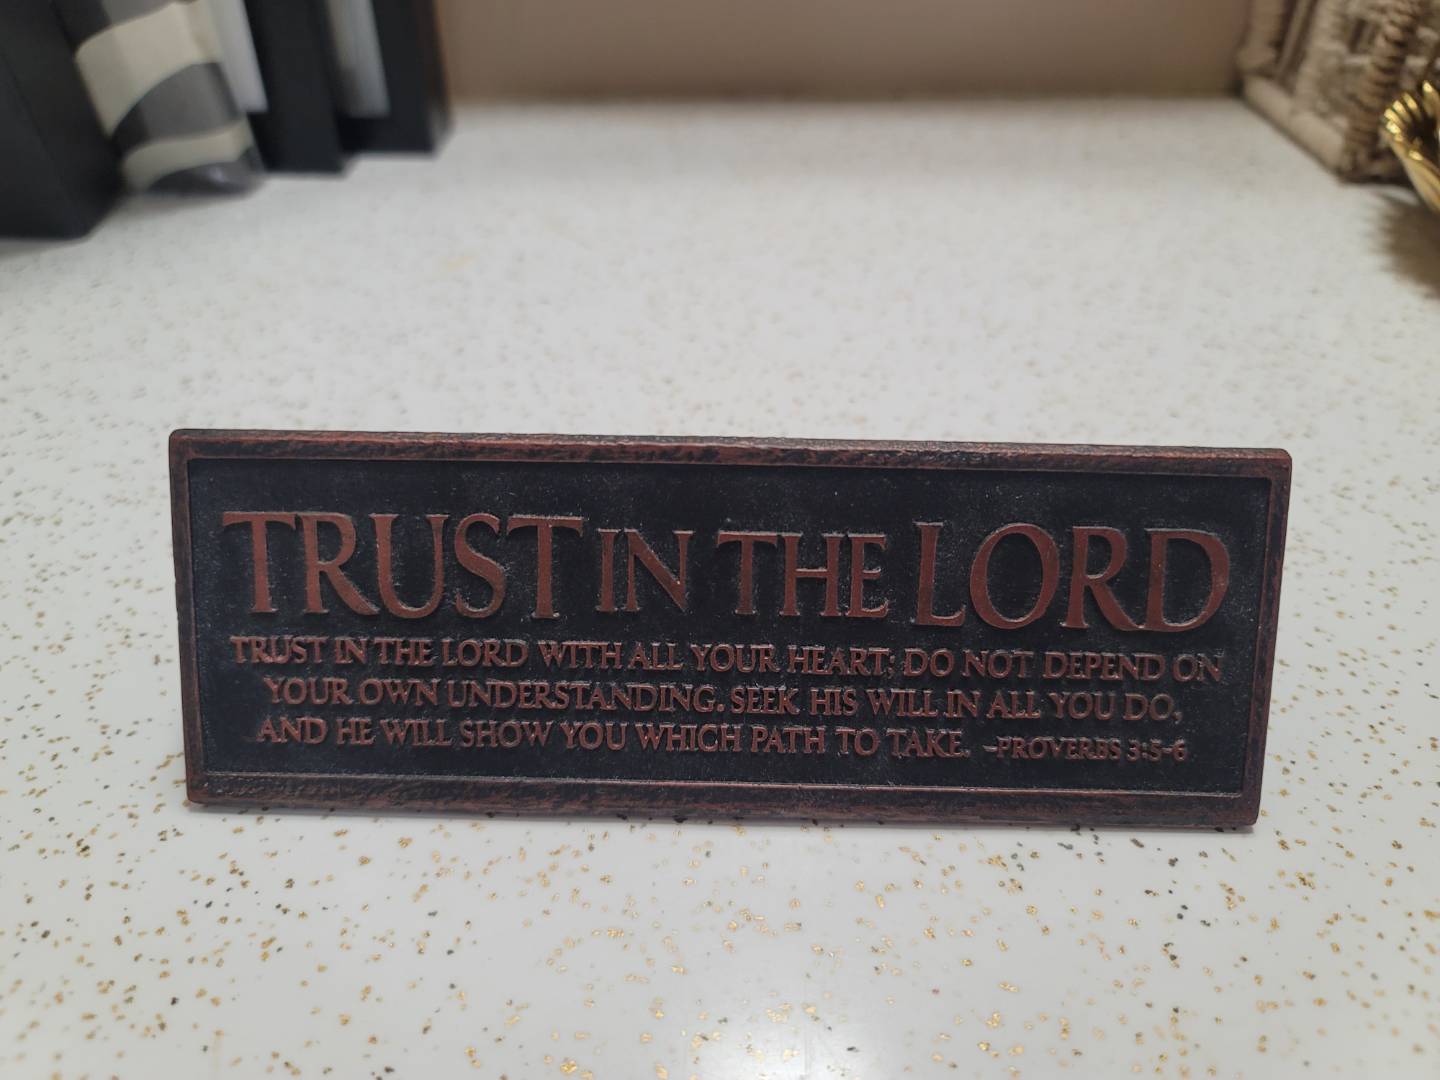 TRUST IN THE LORD
TRUST IN THE LORD WITH ALL YOUR HEART; DO NOT DEPEND ON
YOUR OWN UNDERSTANDING. SEEK HIS WILL IN ALL YOU DO,
AND HE WILL SHOW YOU WHICH PATH TO TAKE. -PROVERBS 3:5-6